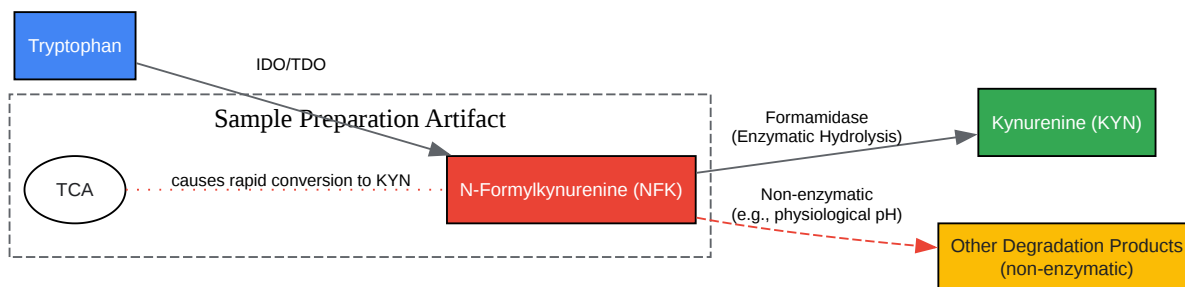 Tryptophan
IDO/TDO
Sample Preparation Artifact
TCA
causes rapid conversion to KYN
N-Formylkynurenine (NFK)
Formamidase
(Enzymatic Hydrolysis)
Kynurenine (KYN)
Non-enzymatic
(e.g., physiological pH)
Other Degradation Products
(non-enzymatic)